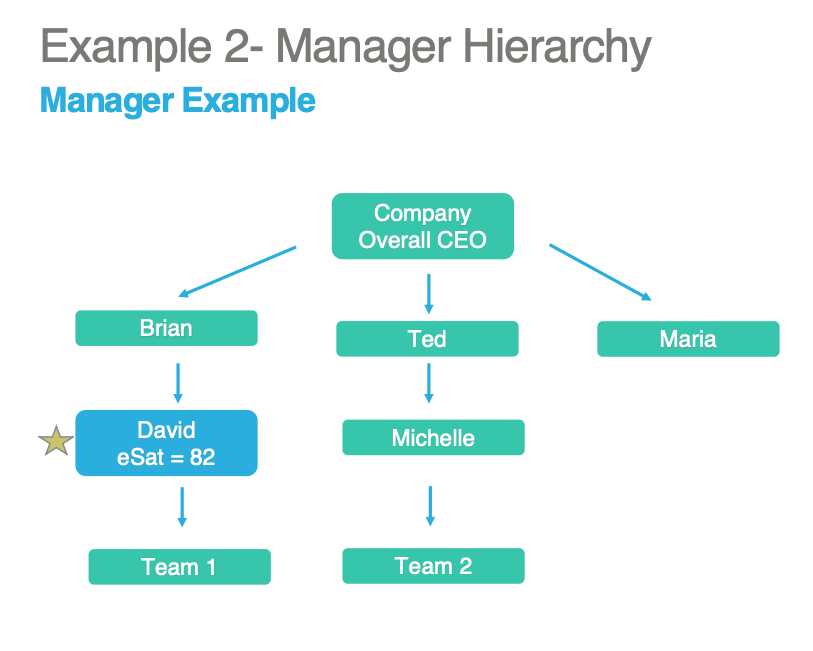 Example 2- Manager Hierarchy
Manager Example
Company
Overall CEO
Brian
Ted
Maria
David
eSat = 82
Michelle
Team 1
Team 2